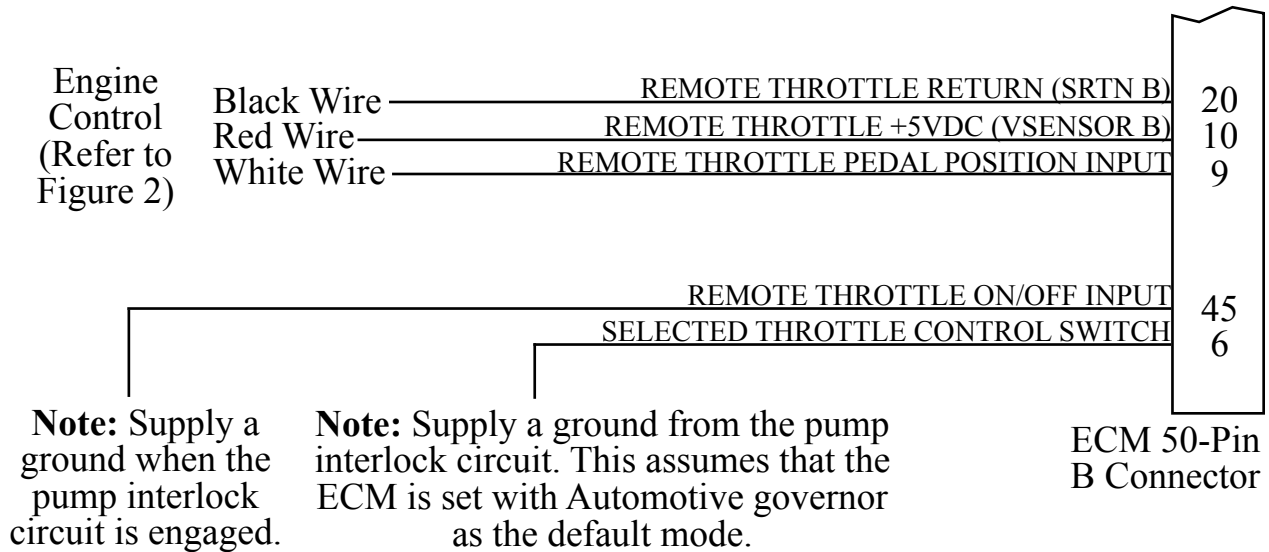 Engine
Control
(Refer to
Figure 2)
Black Wire
REMOTE THROTTLE RETURN (SRTN B)
20
Red Wire
REMOTE THROTTLE +5VDC (VSENSOR B)
10
White Wire
REMOTE THROTTLE PEDAL POSITION INPUT
9
REMOTE THROTTLE ON/OFF INPUT
45
SELECTED THROTTLE CONTROL SWITCH
6
Note: Supply a
ground when the
pump interlock
circuit is engaged.
Note: Supply a ground from the pump
interlock circuit. This assumes that the
ECM is set with Automotive governor
as the default mode.
ECM 50-Pin
B Connector